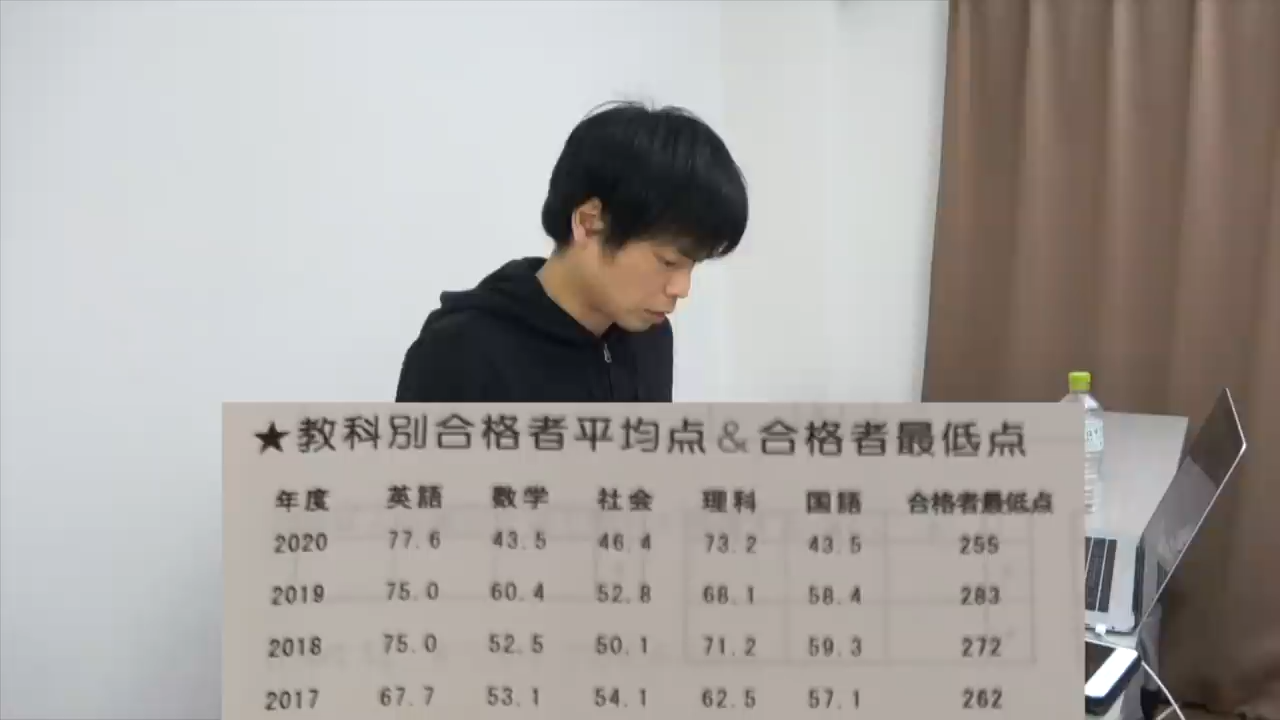 ★教科別合格者平均点&合格者最低点
年度 英語 数学 社会 理科 国語 合格者最低点
2020 77.6 43.5 46.4 73.2 43.5 255
2019 75.0 60.4 52.8 68.1 58.4 283
2018 75.0 52.5 50.1 71.2 59.3 272
2017 67.7 53.1 54.1 62.5 57.1 262